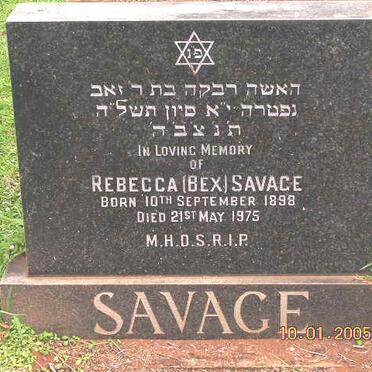 פנ
האשה רבקה בת ר' זאב
נפטרה י"א סיון תשל"ה
ת נ צ ב ה
IN LOVING MEMORY
OF
REBECCA (BEX) SAVAGE
BORN 10TH SEPTEMBER 1898
DIED 21ST MAY 1975
M.H.D.S.R.I.P.
SAVAGE
10.01.2005